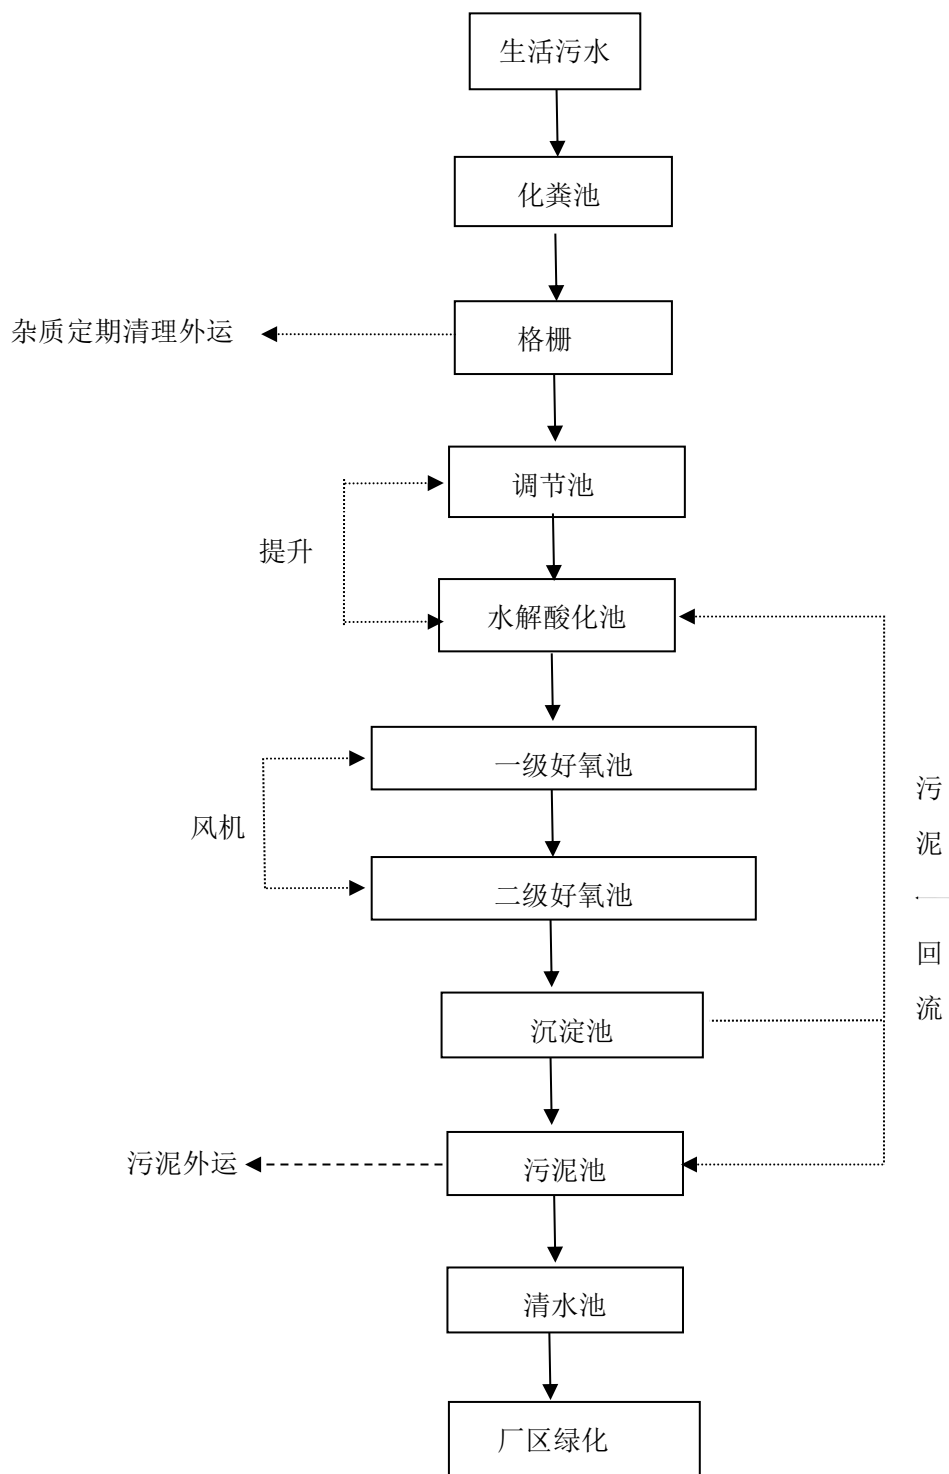 生活污水
化粪池
杂质定期清理外运
格栅
调节池
提升
水解酸化池
一级好氧池
风机
二级好氧池
污
泥
回
流
沉淀池
污泥外运
污泥池
清水池
厂区绿化